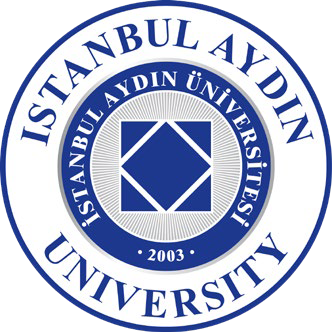 ISTANBUL AYDIN
UNIVERSITY
İSTANBUL AYDIN ÜNİVERSİTESİ
· 2003 ·